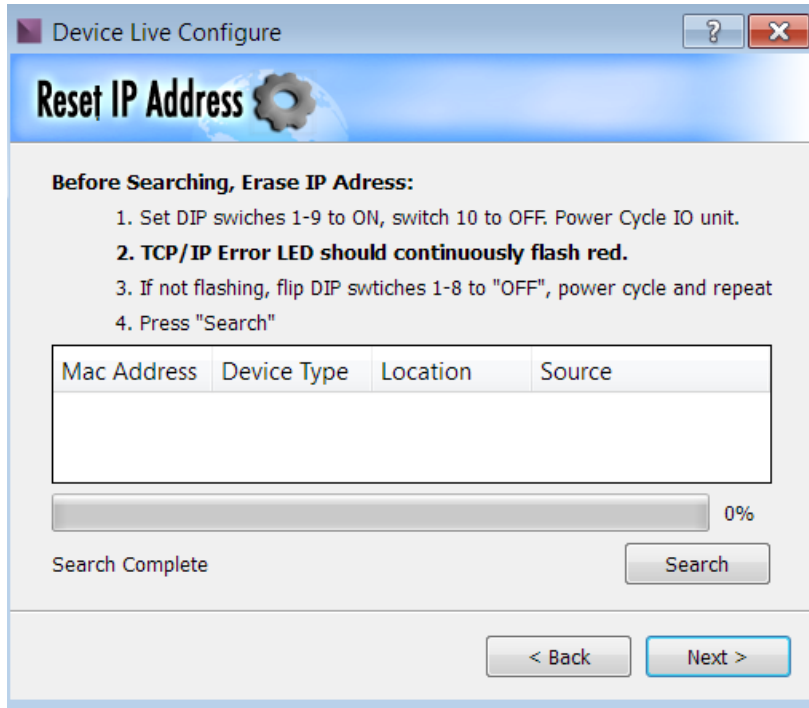 Device Live Configure
Reset IP Address
Before Searching, Erase IP Adress:
1. Set DIP swiches 1-9 to ON, switch 10 to OFF. Power Cycle IO unit.
2. TCP/IP Error LED should continuously flash red.
3. If not flashing, flip DIP swtiches 1-8 to "OFF", power cycle and repeat
4. Press "Search"
Mac Address Device Type Location Source
0%
Search Complete Search
< Back Next >